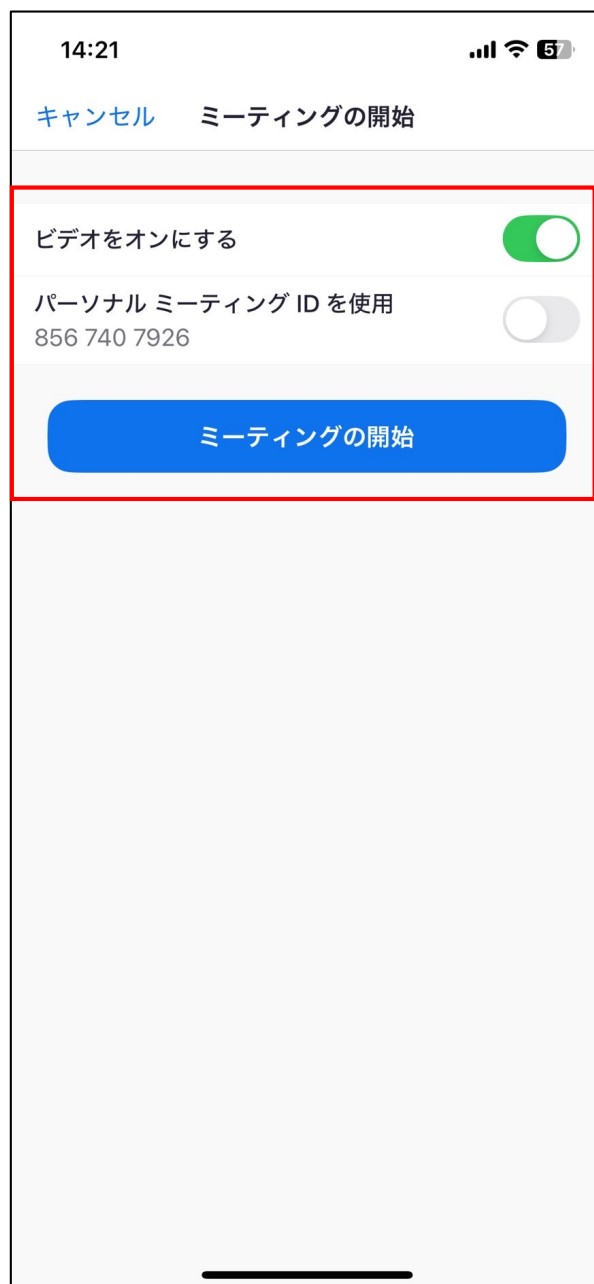 14:21
57
キャンセル ミーティングの開始
ビデオをオンにする
パーソナル ミーティング ID を使用
856 740 7926
ミーティングの開始